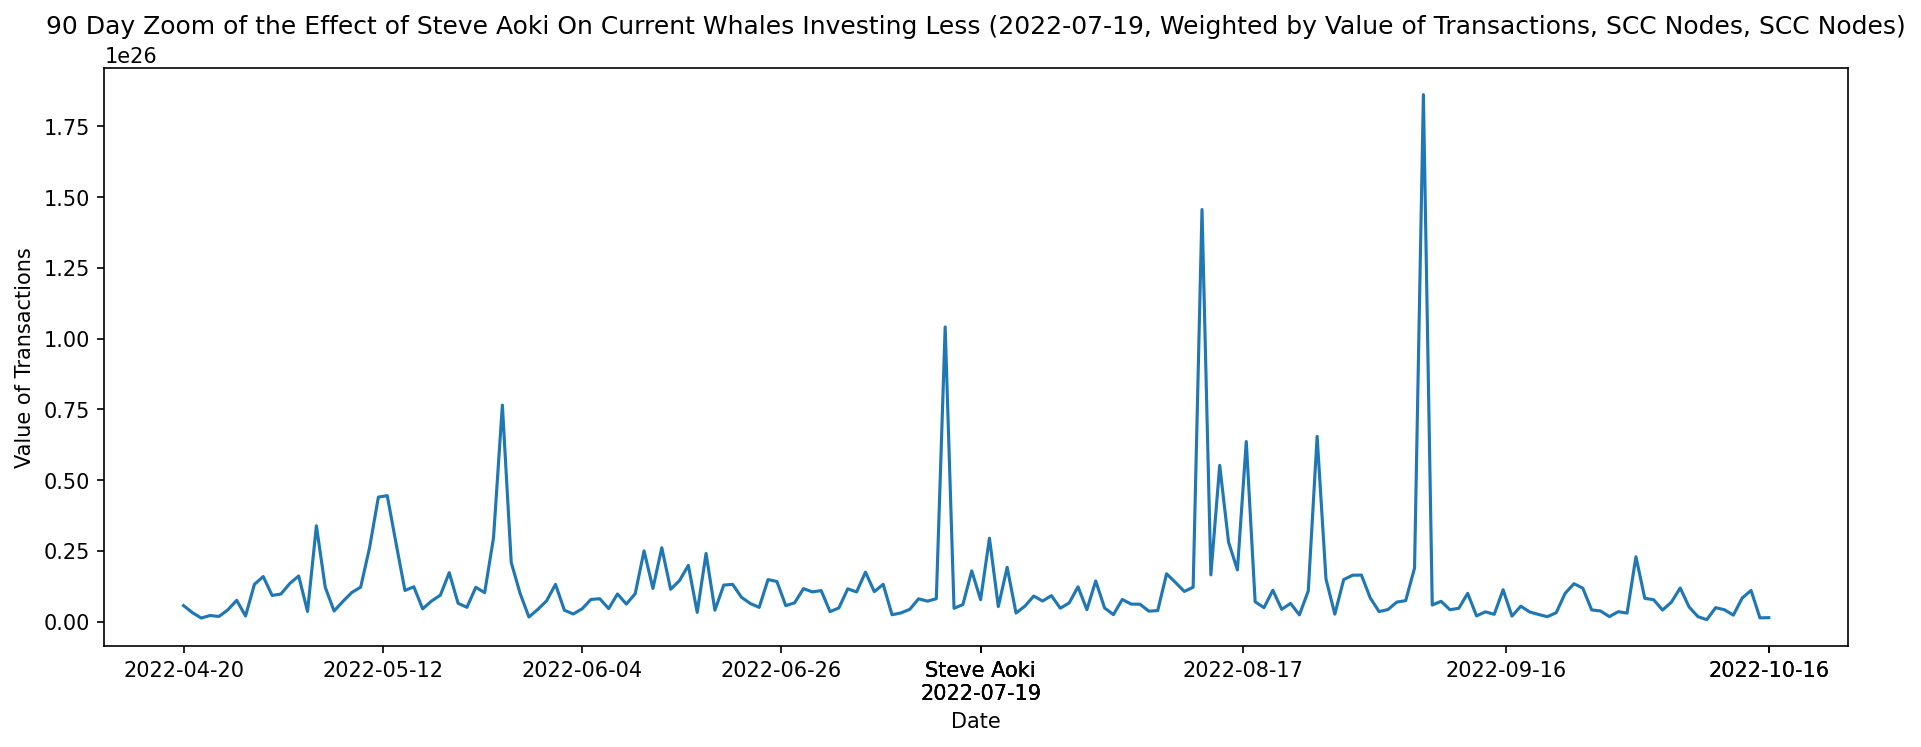 90 Day Zoom of the Effect of Steve Aoki On Current Whales Investing Less (2022-07-19, Weighted by Value of Transactions, SCC Nodes, SCC Nodes)
1e26
1.75
1.50
1.25
1.00
0.75
0.50
0.25
0.00
Value of Transactions
2022-04-20 2022-05-12 2022-06-04 2022-06-26 Steve Aoki 2022-08-17 2022-09-16 2022-10-16
2022-07-19
Date